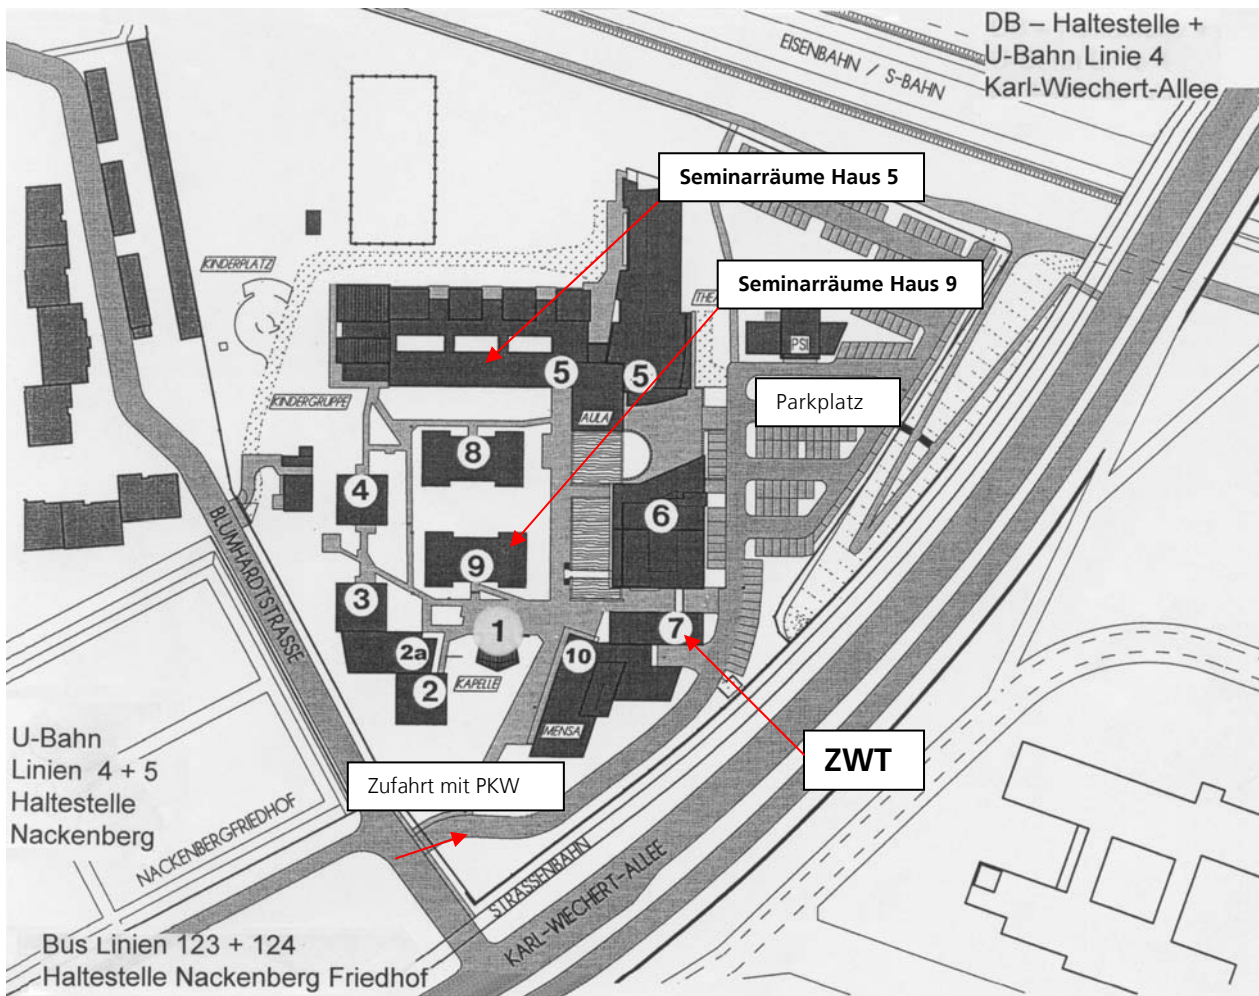 DB – Haltestelle +
U-Bahn Linie 4
Karl-Wiechert-Allee
EISENBAHN / S-BAHN
Seminarräume Haus 5
KINDERPLATZ
Seminarräume Haus 9
PSI
5
5
KINDERGRUPPE
AULA
Parkplatz
8
4
6
BLUMHARDTSTRASSE
9
3
1
7
2a
10
2
KAPELLE
MENSA
ZWT
U-Bahn
Linien 4 + 5
Haltestelle
Nackenberg
Zufahrt mit PKW
NACKENBERGFRIEDHOF
STRASSENBAHN
KARL-WIECHERT-ALLEE
Bus Linien 123 + 124
Haltestelle Nackenberg Friedhof